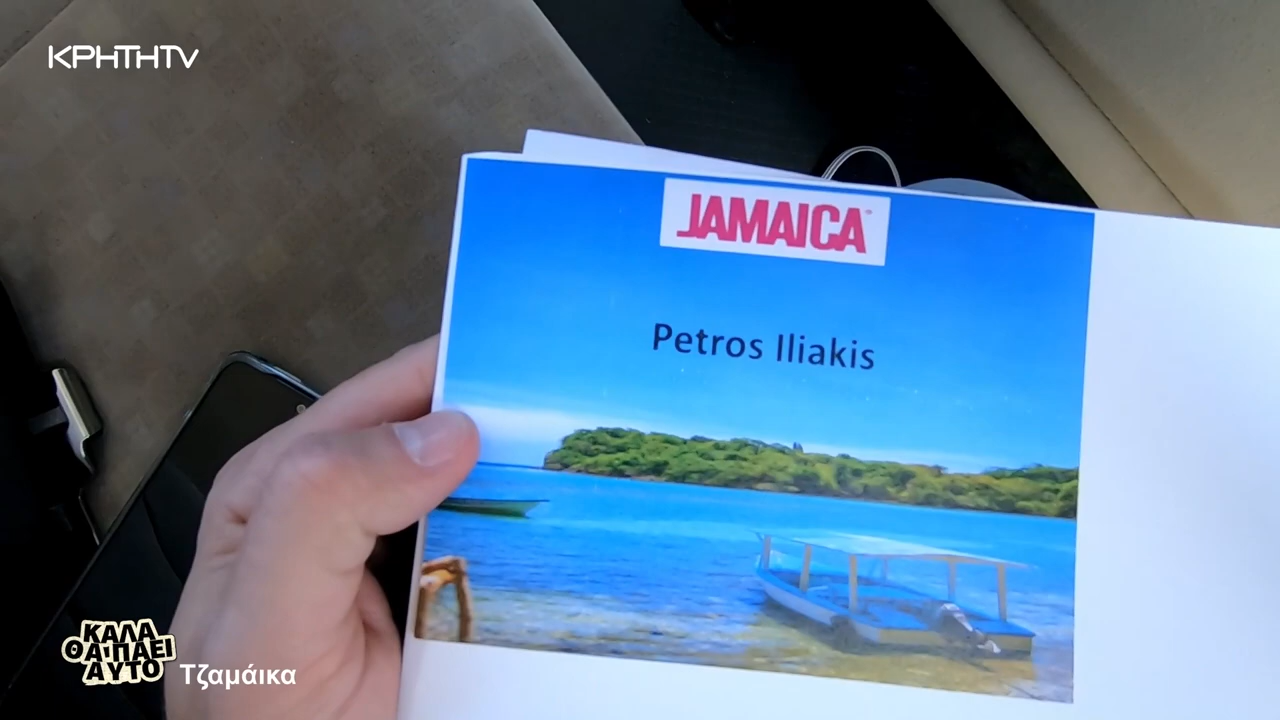 ΚΡΗΤΗTV
JAMAICA
Petros Iliakis
ΚΑΛΑ
ΘΑ ΠΑΕΙ
ΑΥΤΟ
Τζαμάικα